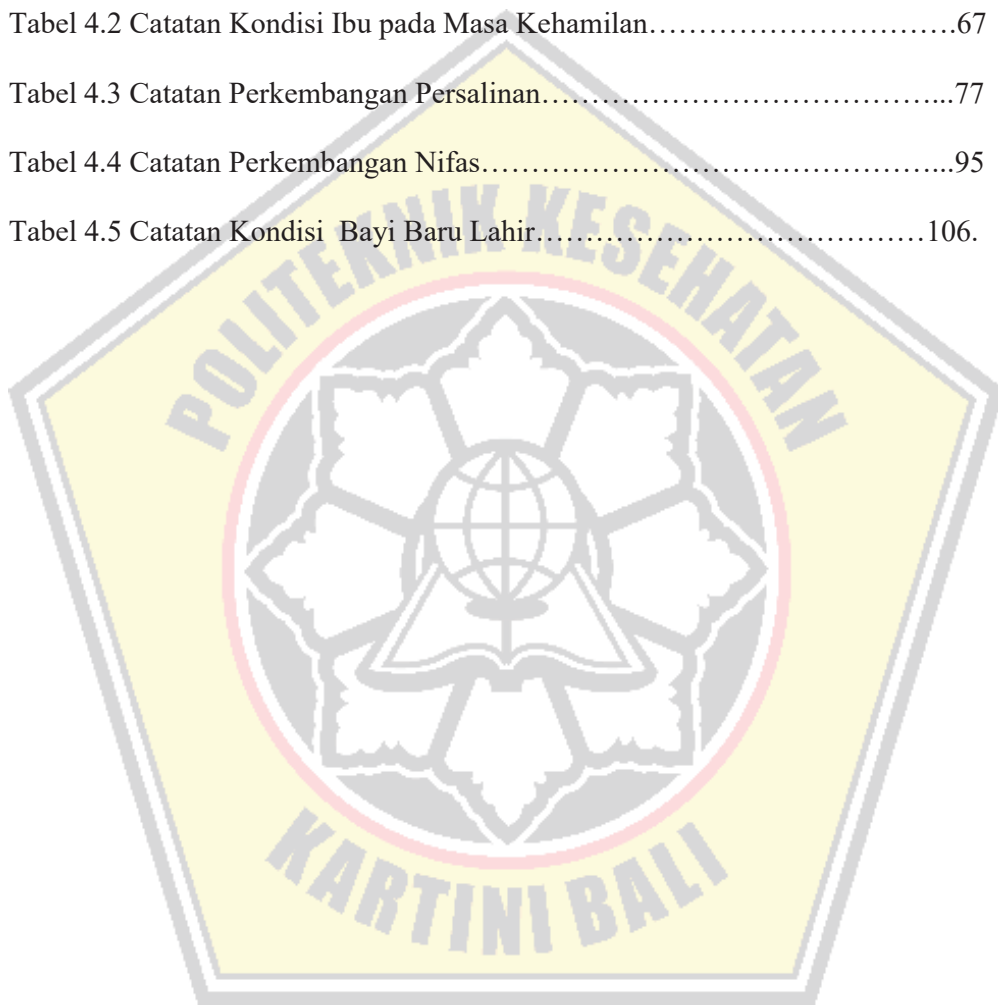 Tabel 4.2 Catatan Kondisi Ibu pada Masa Kehamilan……………………….67
Tabel 4.3 Catatan Perkembangan Persalinan………………………………...77
Tabel 4.4 Catatan Perkembangan Nifas……………………………………...95
Tabel 4.5 Catatan Kondisi  Bayi Baru Lahir………………………………106.
POLITEKNIK KESEHATAN
KARTINI BALI